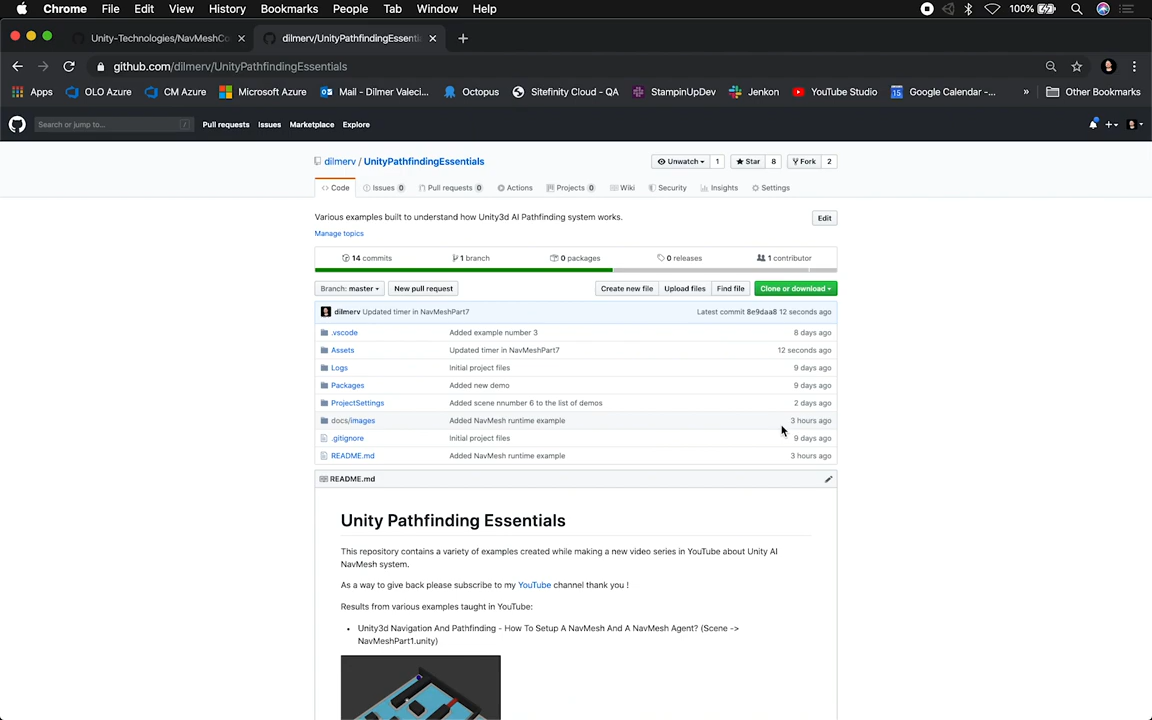 Chrome File Edit View History Bookmarks People Tab Window Help 100%
Unity-Technologies/NavMeshCo × dilmerv/UnityPathfindingEssenti × +
github.com/dilmerv/UnityPathfindingEssentials
Apps OLO Azure CM Azure Microsoft Azure Mail - Dilmer Valeci... Octopus Sitefinity Cloud - QA StampinUpDev Jenkon YouTube Studio Google Calendar -... » Other Bookmarks
Search or jump to... / Pull requests Issues Marketplace Explore
dilmerv / UnityPathfindingEssentials Unwatch 1 Star 8 Fork 2
Code Issues 0 Pull requests 0 Actions Projects 0 Wiki Security Insights Settings
Various examples built to understand how Unity3d AI Pathfinding system works. Edit
Manage topics
14 commits 1 branch 0 packages 0 releases 1 contributor
Branch: master New pull request Create new file Upload files Find file Clone or download
dilmerv Updated timer in NavMeshPart7 Latest commit 8e9daa8 12 seconds ago
.vscode Added example number 3 8 days ago
Assets Updated timer in NavMeshPart7 12 seconds ago
Logs Initial project files 9 days ago
Packages Added new demo 9 days ago
ProjectSettings Added scene nnumber 6 to the list of demos 2 days ago
docs/images Added NavMesh runtime example 3 hours ago
.gitignore Initial project files 9 days ago
README.md Added NavMesh runtime example 3 hours ago
README.md
Unity Pathfinding Essentials
This repository contains a variety of examples created while making a new video series in YouTube about Unity AI
NavMesh system.
As a way to give back please subscribe to my YouTube channel thank you !
Results from various examples taught in YouTube:
• Unity3d Navigation And Pathfinding - How To Setup A NavMesh And A NavMesh Agent? (Scene ->
NavMeshPart1.unity)